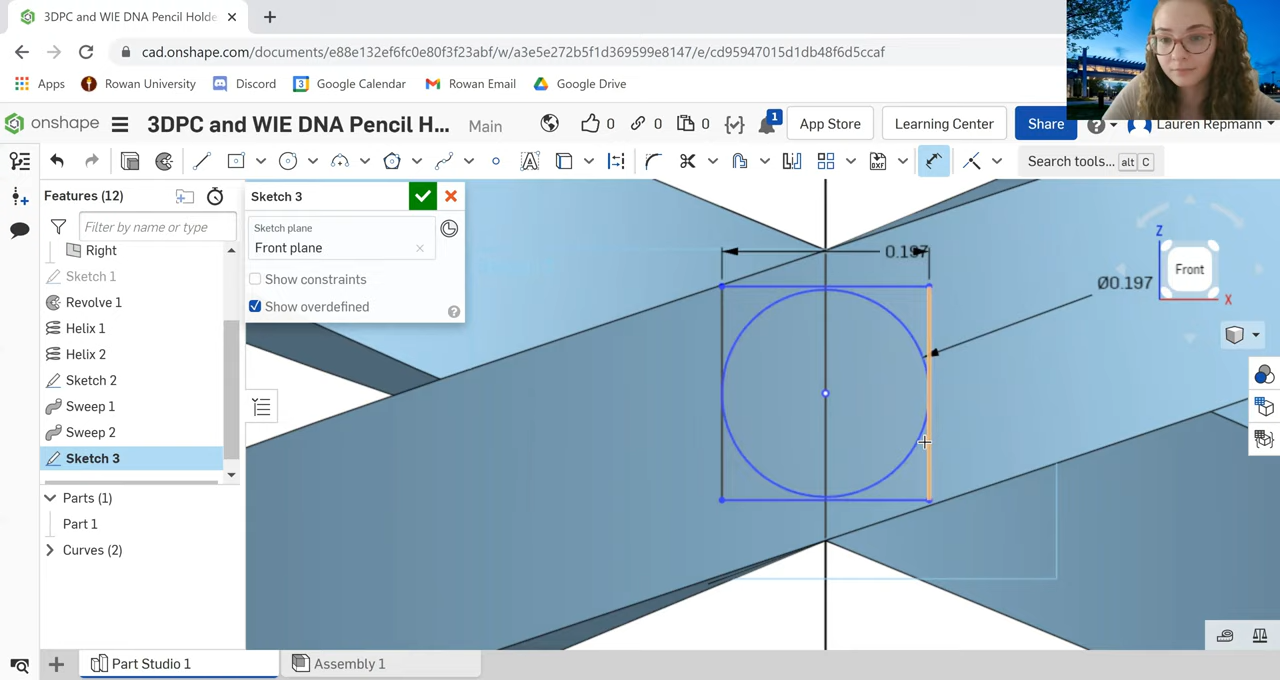 3DPC and WIE DNA Pencil Holde
cad.onshape.com/documents/e88e132ef6fc0e80f3f23abf/w/a3e5e272b5f1d369599e8147/e/cd95947015d1db48f6d5ccaf
Apps Rowan University Discord Google Calendar Rowan Email Google Drive
onshape 3DPC and WIE DNA Pencil H... Main 0 0 0 1 App Store Learning Center Share Lauren Repmann
Search tools... alt C
Features (12)
Filter by name or type
Right
Sketch 1
Revolve 1
Helix 1
Helix 2
Sketch 2
Sweep 1
Sweep 2
Sketch 3
Parts (1)
Part 1
Curves (2)
Sketch 3
Sketch plane
Front plane
Show constraints
Show overdefined
0.197
Ø0.197
Z
Front
X
Part Studio 1 Assembly 1